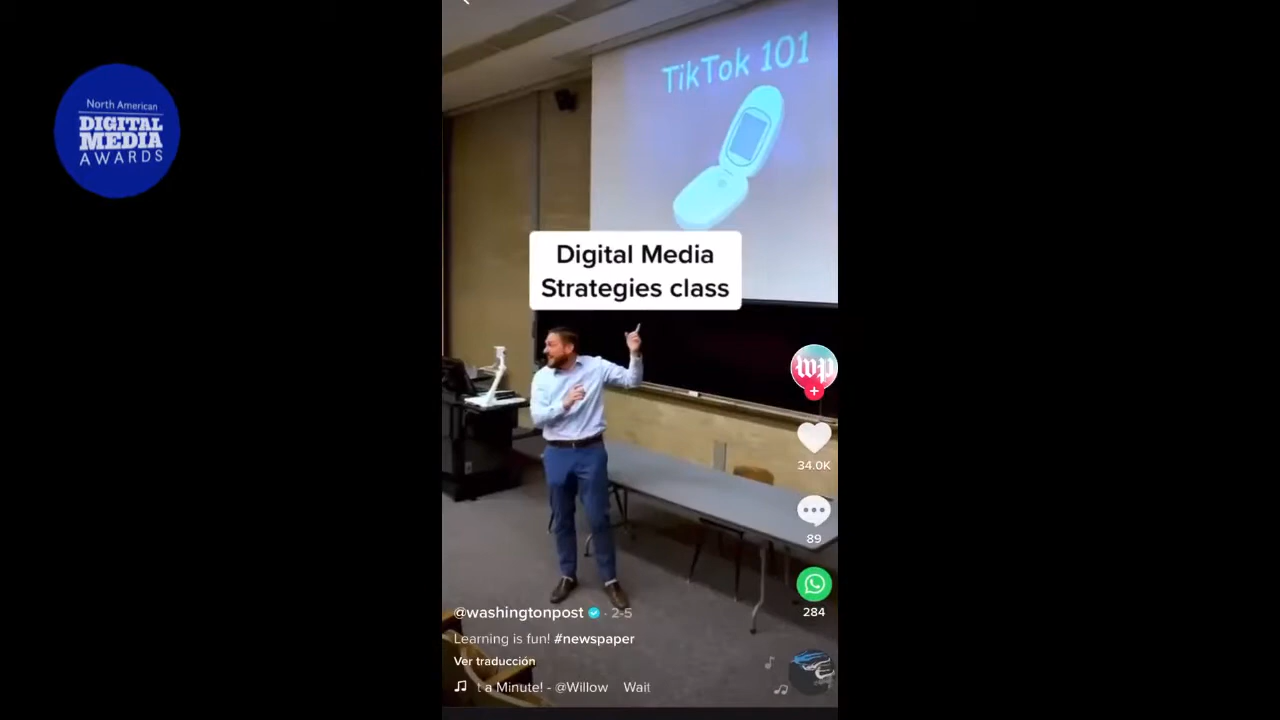 North American
DIGITAL
MEDIA
AWARDS
TikTok 101
Digital Media
Strategies class
wp
34.0K
89
284
@washingtonpost · 2-5
Learning is fun! #newspaper
Ver traducción
t a Minute! - @Willow Wait